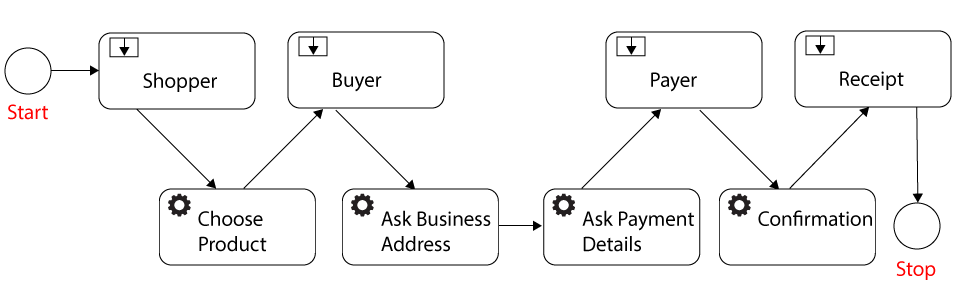 Start
Shopper
Choose
Product
Buyer
Ask Business
Address
Ask Payment
Details
Payer
Confirmation
Receipt
Stop